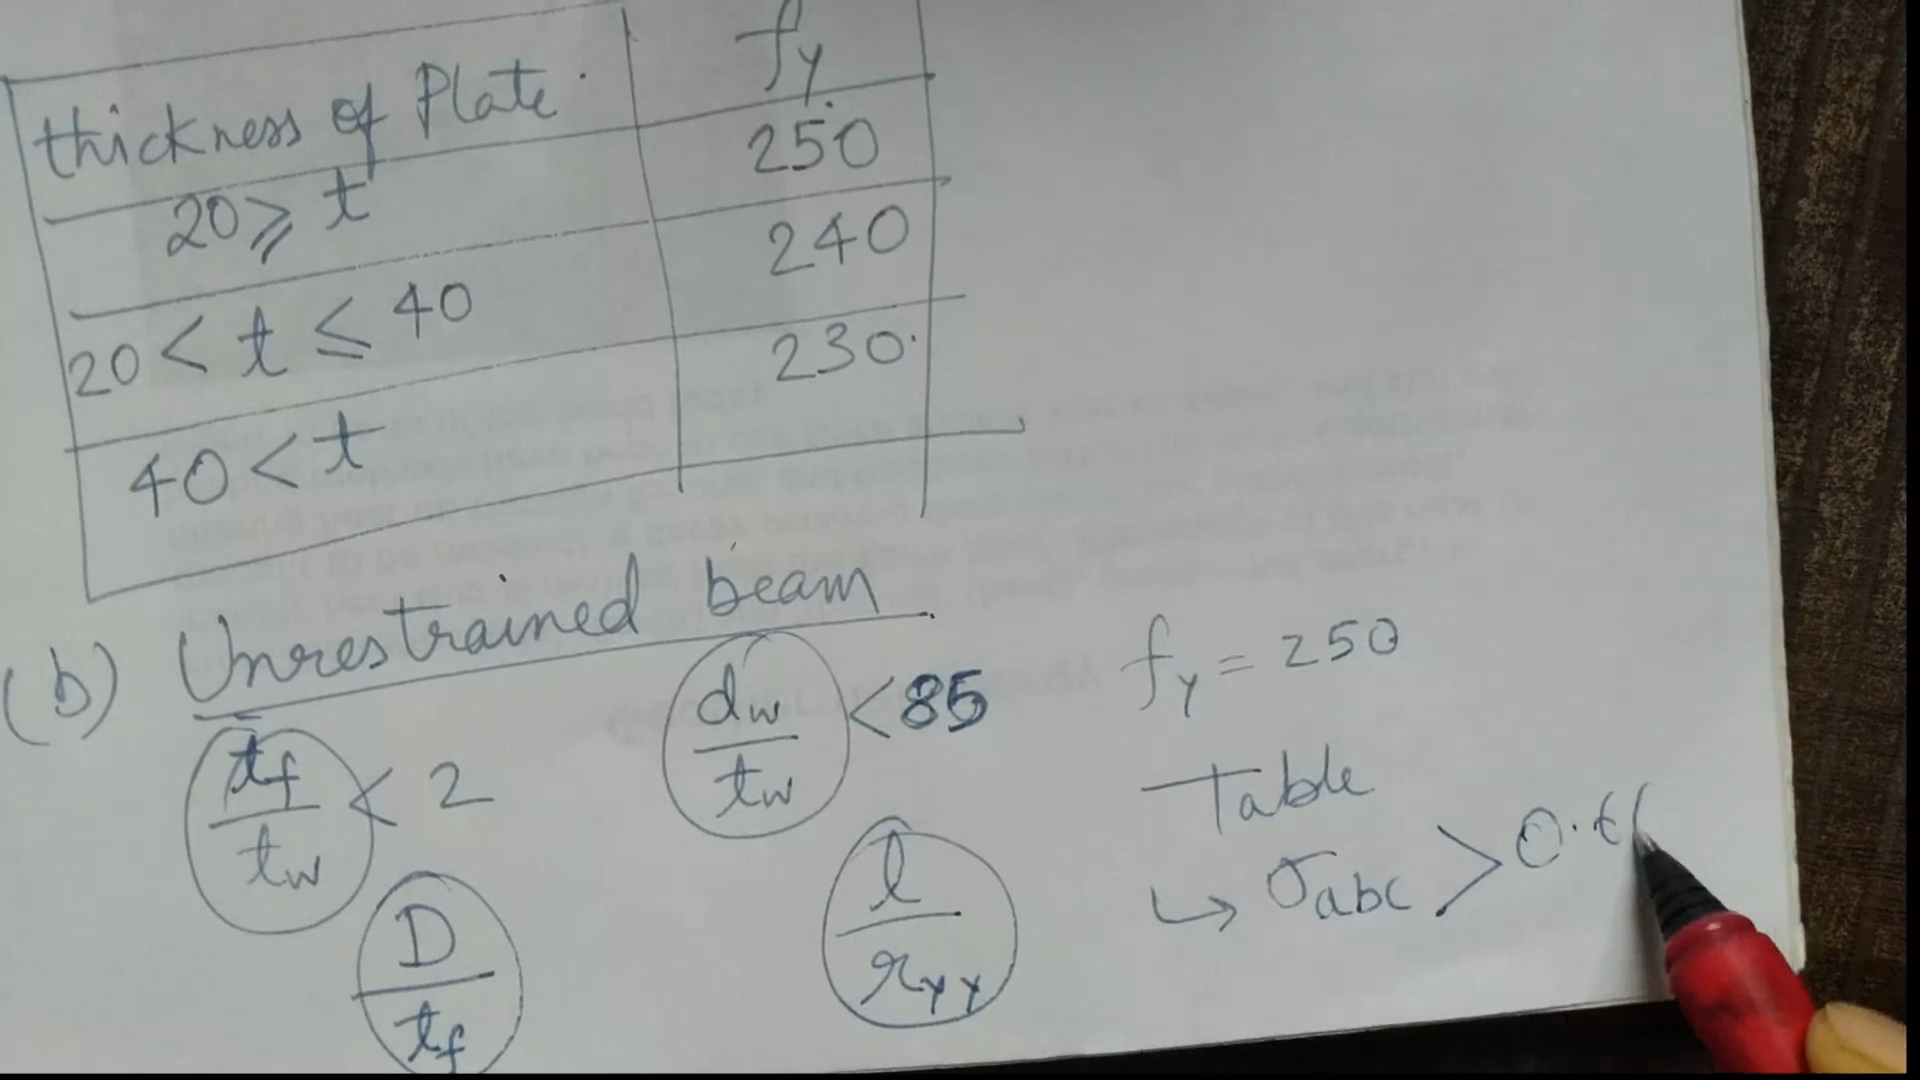 thickness of Plate. fy
20 ⩾ t 250
20 < t ≤ 40 240
40 < t 230.
(b) Unrestrained beam
tf/tw < 2 dw/tw < 85 fy = 250
D/tf l/ryy Table
↳ σabc > 0.6